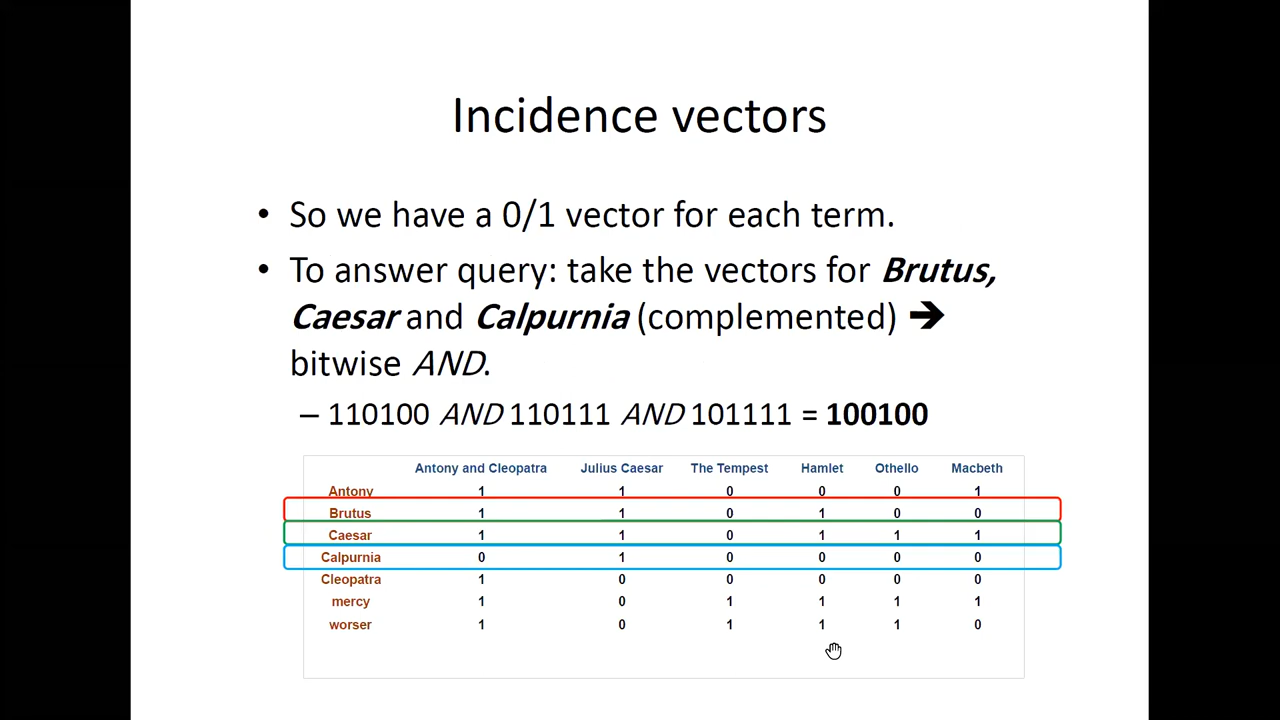 Incidence vectors
• So we have a 0/1 vector for each term.
• To answer query: take the vectors for Brutus,
Caesar and Calpurnia (complemented) ➔
bitwise AND.
– 110100 AND 110111 AND 101111 = 100100
Antony and Cleopatra Julius Caesar The Tempest Hamlet Othello Macbeth
Antony 1 1 0 0 0 1
Brutus 1 1 0 1 0 0
Caesar 1 1 0 1 1 1
Calpurnia 0 1 0 0 0 0
Cleopatra 1 0 0 0 0 0
mercy 1 0 1 1 1 1
worser 1 0 1 1 1 0